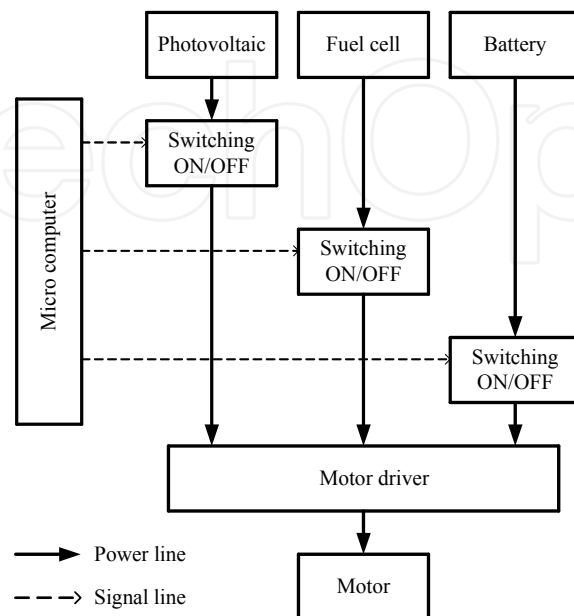 Photovoltaic
Fuel cell
Battery
Switching
ON/OFF
Switching
ON/OFF
Switching
ON/OFF
Micro computer
Motor driver
Motor
Power line
Signal line